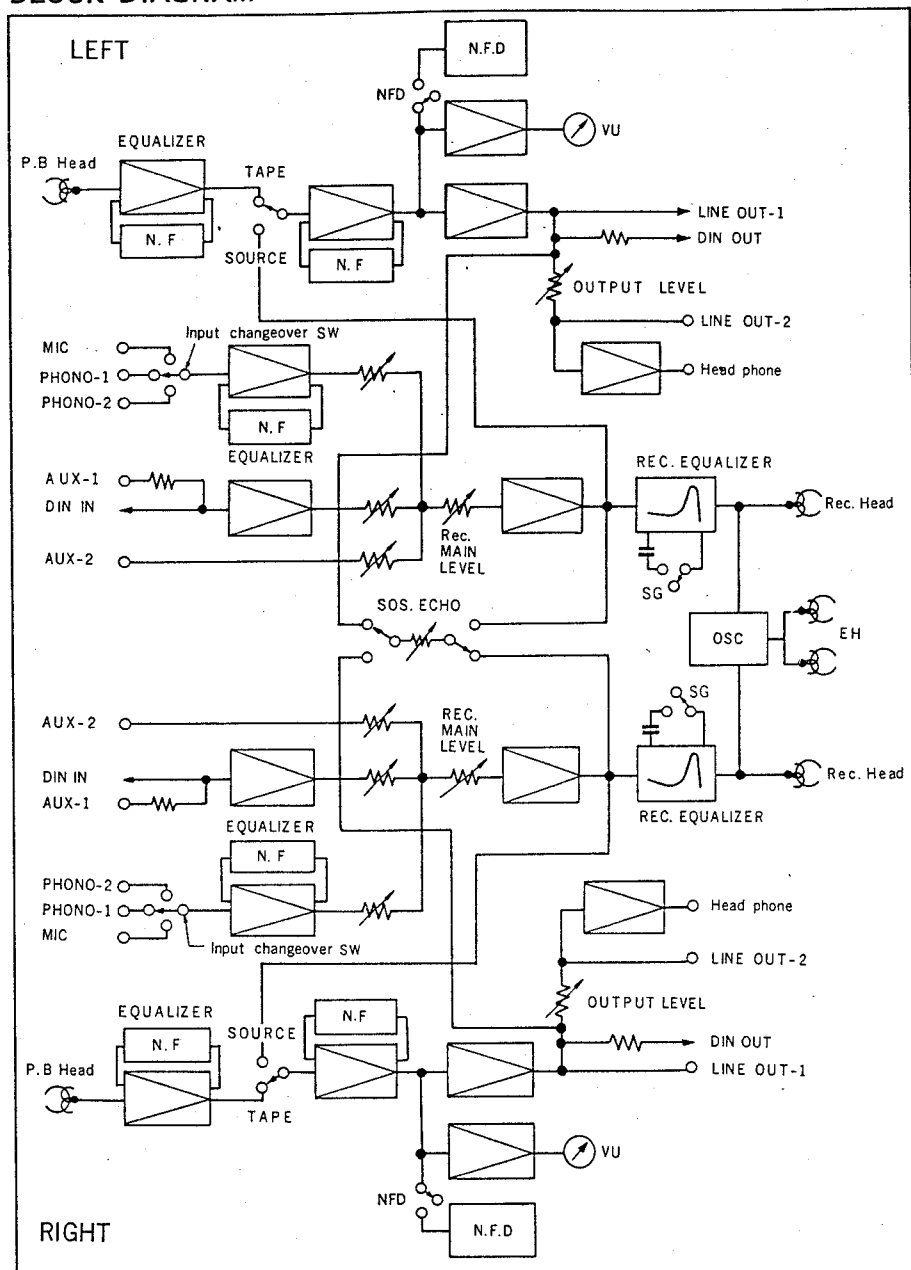 BLOCK DIAGRAM
LEFT
N.F.D
NFD
VU
EQUALIZER
P.B Head
TAPE
N. F
SOURCE
N. F
LINE OUT-1
DIN OUT
OUTPUT LEVEL
LINE OUT-2
Head phone
Input changeover SW
MIC
PHONO-1
PHONO-2
N. F
EQUALIZER
AUX-1
DIN IN
AUX-2
Rec.
MAIN
LEVEL
REC. EQUALIZER
Rec. Head
SG
SOS. ECHO
OSC
EH
AUX-2
DIN IN
AUX-1
REC.
MAIN
LEVEL
SG
Rec. Head
REC. EQUALIZER
EQUALIZER
N. F
PHONO-2
PHONO-1
MIC
Input changeover SW
Head phone
LINE OUT-2
OUTPUT LEVEL
DIN OUT
LINE OUT-1
EQUALIZER
N. F
SOURCE
N. F
P.B Head
TAPE
VU
NFD
N.F.D
RIGHT